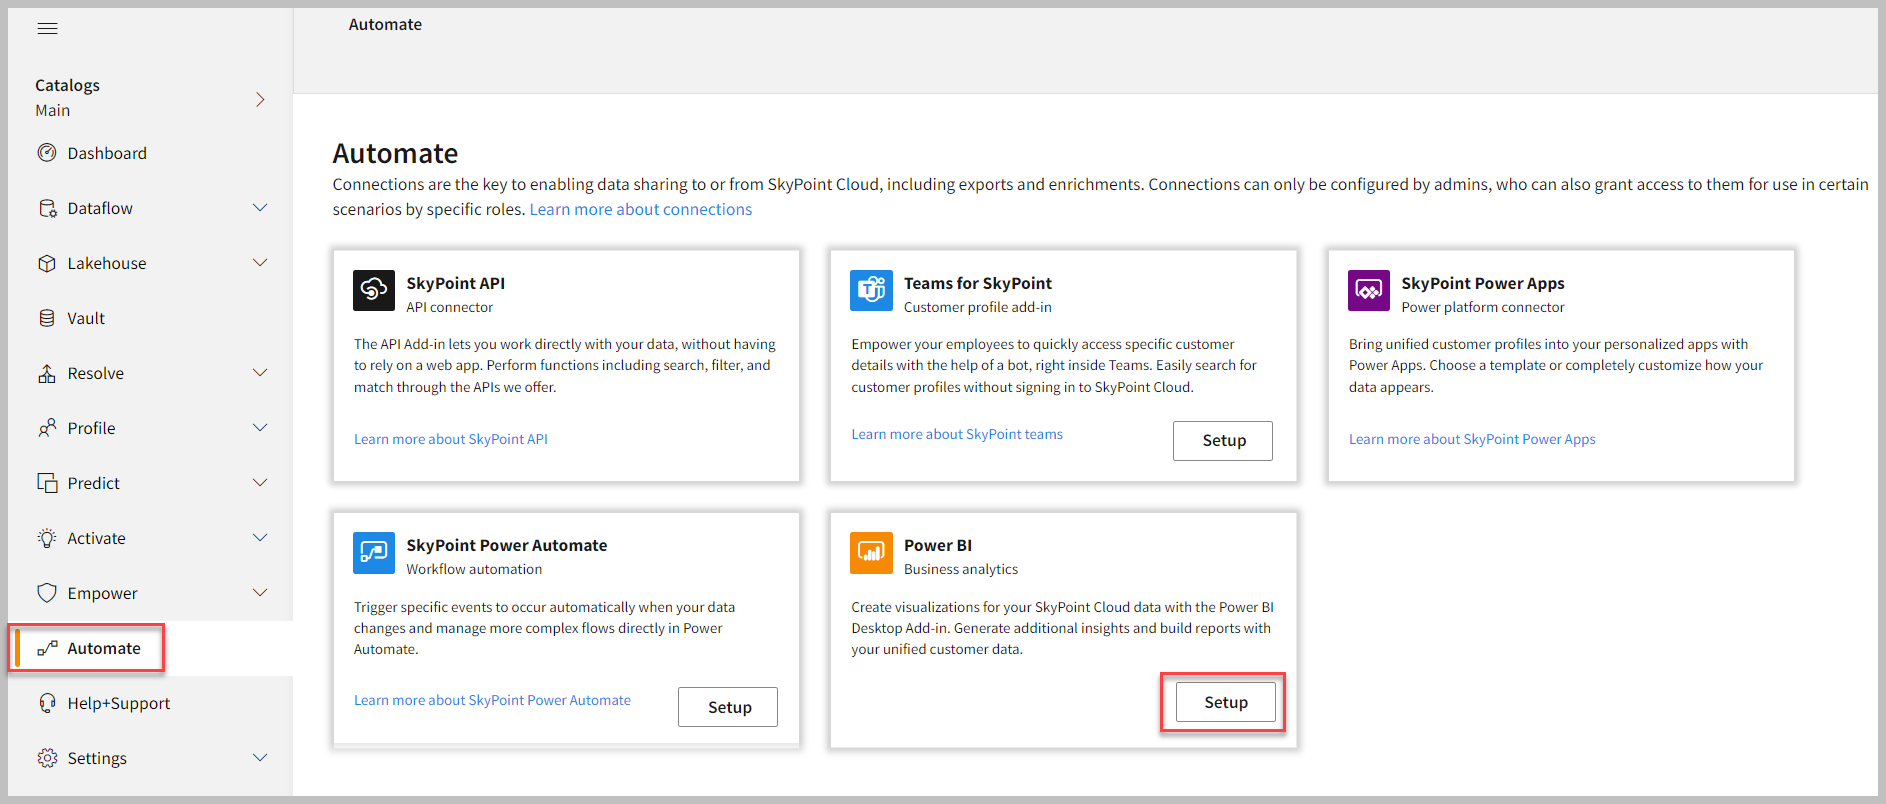 Automate
Catalogs
Main
Dashboard
Dataflow
Lakehouse
Vault
Resolve
Profile
Predict
Activate
Empower
Automate
Help+Support
Settings
Automate
Connections are the key to enabling data sharing to or from SkyPoint Cloud, including exports and enrichments. Connections can only be configured by admins, who can also grant access to them for use in certain
scenarios by specific roles. Learn more about connections
SkyPoint API
API connector
The API Add-in lets you work directly with your data, without having
to rely on a web app. Perform functions including search, filter, and
match through the APIs we offer.
Learn more about SkyPoint API
Teams for SkyPoint
Customer profile add-in
Empower your employees to quickly access specific customer
details with the help of a bot, right inside Teams. Easily search for
customer profiles without signing in to SkyPoint Cloud.
Learn more about SkyPoint teams
Setup
SkyPoint Power Apps
Power platform connector
Bring unified customer profiles into your personalized apps with
Power Apps. Choose a template or completely customize how your
data appears.
Learn more about SkyPoint Power Apps
SkyPoint Power Automate
Workflow automation
Trigger specific events to occur automatically when your data
changes and manage more complex flows directly in Power
Automate.
Learn more about SkyPoint Power Automate
Setup
Power BI
Business analytics
Create visualizations for your SkyPoint Cloud data with the Power BI
Desktop Add-in. Generate additional insights and build reports with
your unified customer data.
Setup